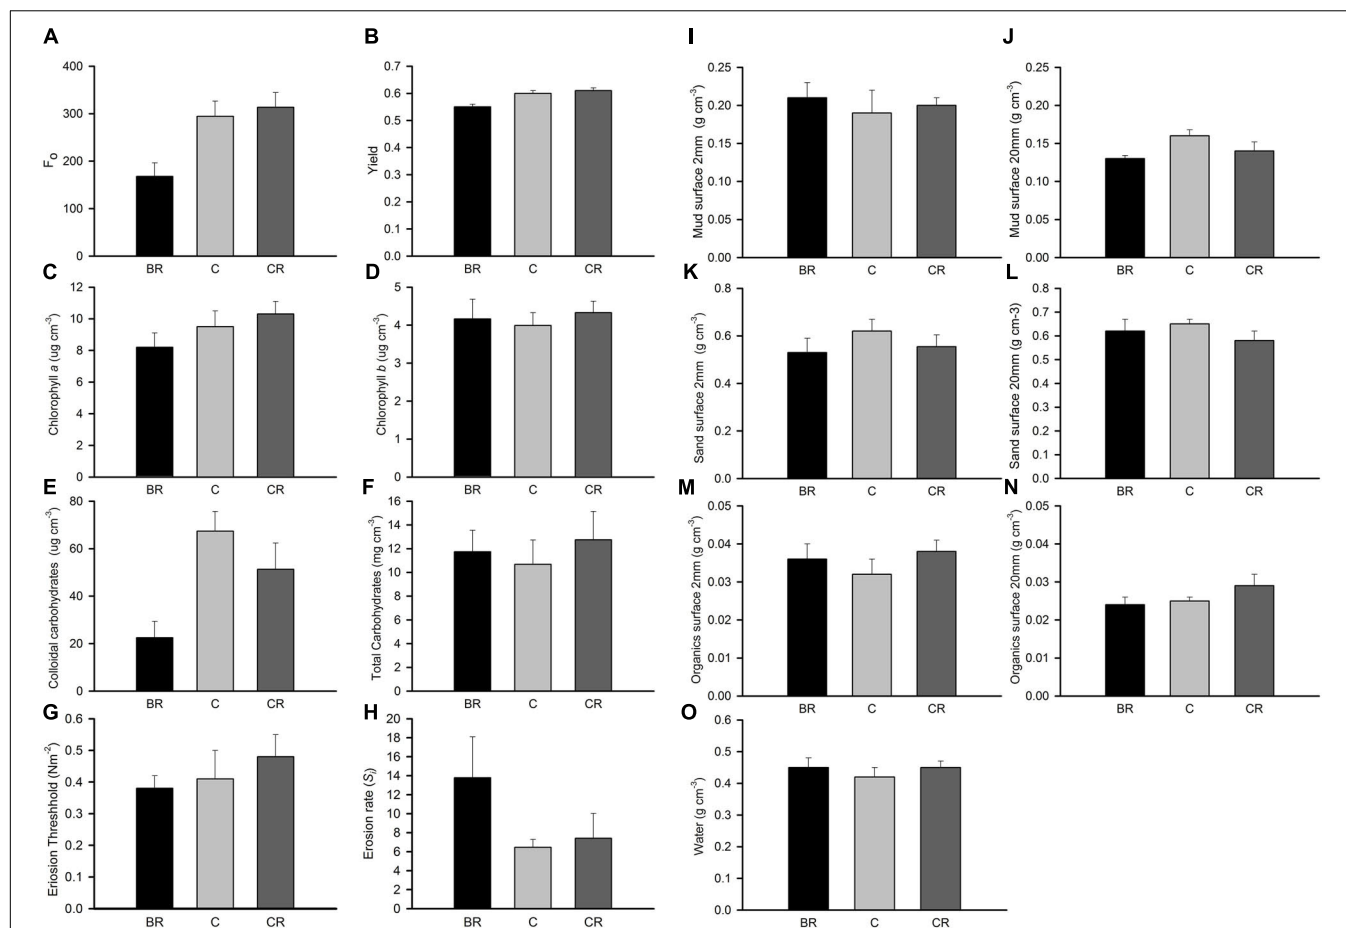 A
400
300
200
100
0
F₀
BR
C
CR
B
0.7
0.6
0.5
0.4
0.3
0.2
0.1
0.0
Yield
BR
C
CR
I
0.25
0.20
0.15
0.10
0.05
0.00
Mud surface 2mm (g cm⁻³)
BR
C
CR
J
0.25
0.20
0.15
0.10
0.05
0.00
Mud surface 20mm (g cm⁻³)
BR
C
CR
C
12
10
8
6
4
2
0
Chlorophyll a (ug cm⁻³)
BR
C
CR
D
5
4
3
2
1
0
Chlorophyll b (ug cm⁻³)
BR
C
CR
K
0.8
0.6
0.4
0.2
0.0
Sand surface 2mm (g cm⁻³)
BR
C
CR
L
0.8
0.7
0.6
0.5
0.4
0.3
0.2
0.1
0.0
Sand surface 20mm (g cm-3)
BR
C
CR
E
80
60
40
20
0
Colloidal carbohydrates (ug cm⁻³)
BR
C
CR
F
16
14
12
10
8
6
4
2
0
Total Carbohydrates (mg cm⁻³)
BR
C
CR
M
0.05
0.04
0.03
0.02
0.01
0.00
Organics surface 2mm (g cm⁻³)
BR
C
CR
N
0.05
0.04
0.03
0.02
0.01
0.00
Organics surface 20mm (g cm⁻³)
BR
C
CR
G
0.6
0.5
0.4
0.3
0.2
0.1
0.0
Eriosion Threshhold (Nm⁻²)
BR
C
CR
H
20
18
16
14
12
10
8
6
4
2
0
Erosion rate (Sᵢ)
BR
C
CR
O
0.6
0.5
0.4
0.3
0.2
0.1
0.0
Water (g cm⁻³)
BR
C
CR